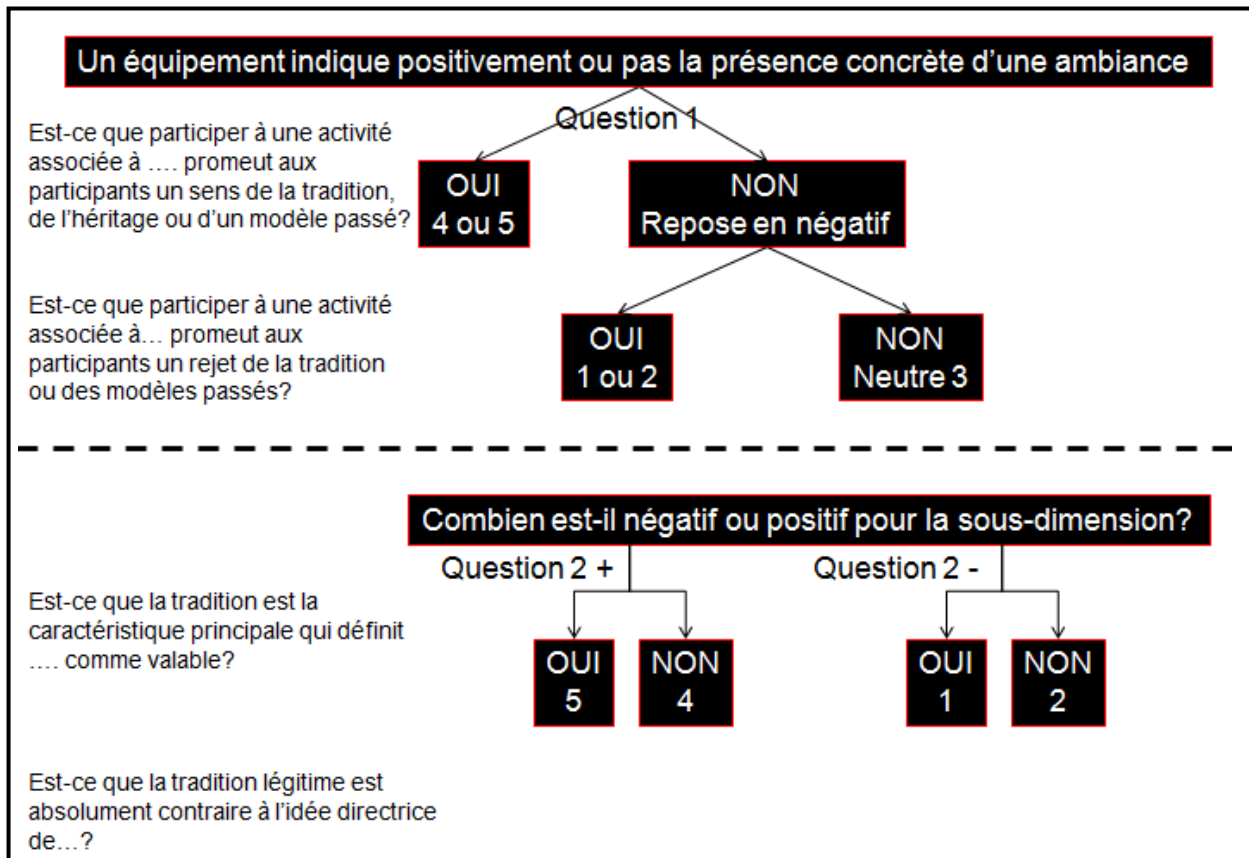 Un équipement indique positivement ou pas la présence concrète d’une ambiance
Question 1
Est-ce que participer à une activité
associée à …. promeut aux
participants un sens de la tradition,
de l’héritage ou d’un modèle passé?
OUI
4 ou 5
NON
Repose en négatif
Est-ce que participer à une activité
associée à… promeut aux
participants un rejet de la tradition
ou des modèles passés?
OUI
1 ou 2
NON
Neutre 3
Combien est-il négatif ou positif pour la sous-dimension?
Question 2 +
Question 2 -
Est-ce que la tradition est la
caractéristique principale qui définit
…. comme valable?
OUI
5
NON
4
OUI
1
NON
2
Est-ce que la tradition légitime est
absolument contraire à l’idée directrice
de…?